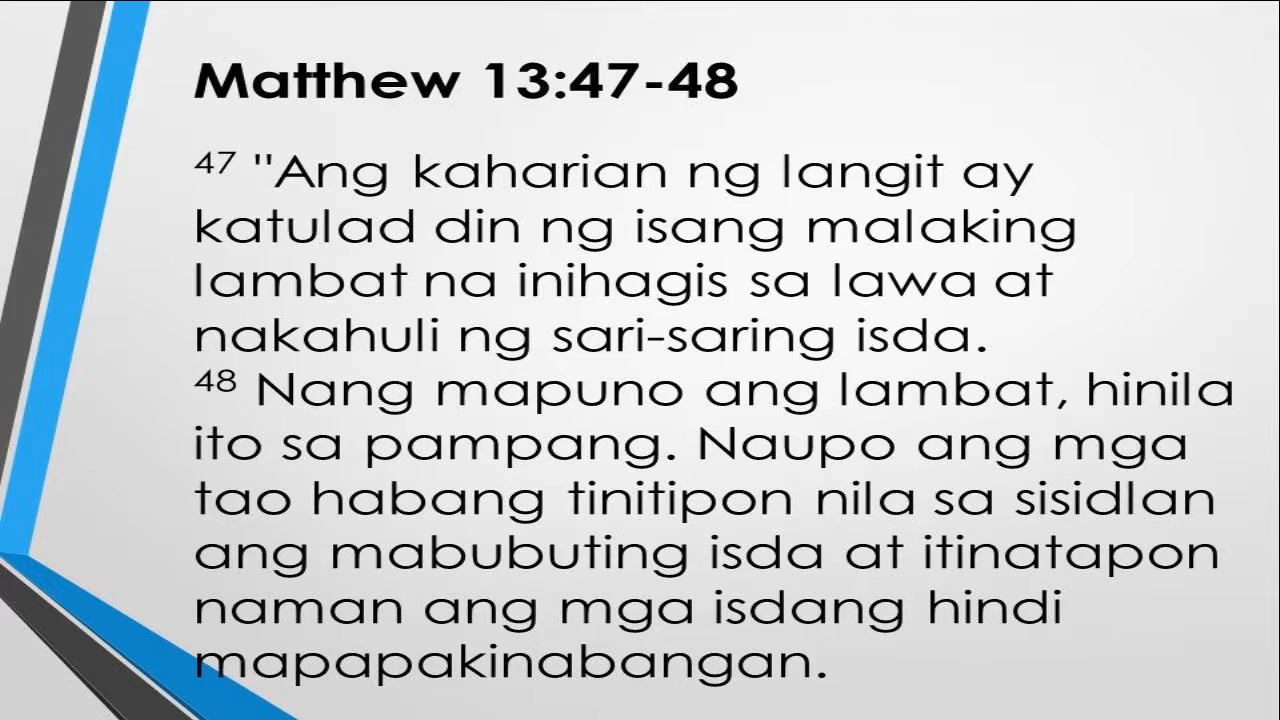 Matthew 13:47-48
47 "Ang kaharian ng langit ay
katulad din ng isang malaking
lambat na inihagis sa lawa at
nakahuli ng sari-saring isda.
48 Nang mapuno ang lambat, hinila
ito sa pampang. Naupo ang mga
tao habang tinitipon nila sa sisidlan
ang mabubuting isda at itinatapon
naman ang mga isdang hindi
mapapakinabangan.